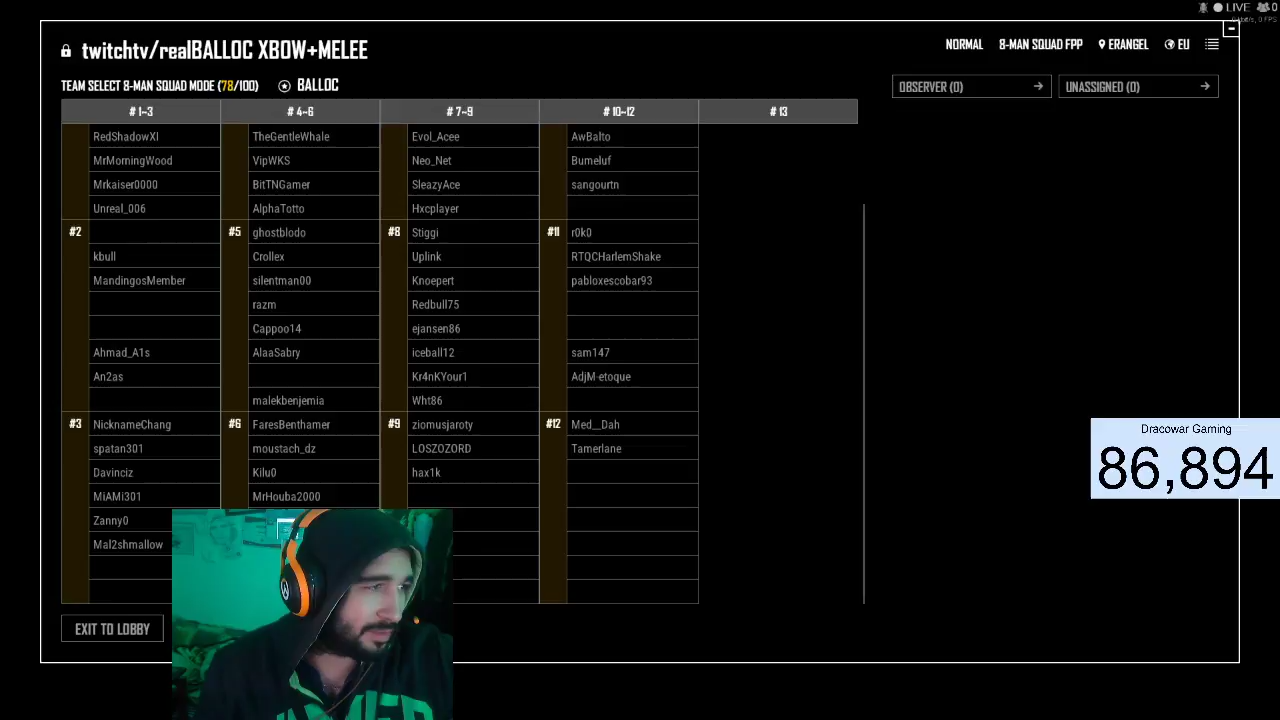 LIVE 0
0 FPS
twitchtv/realBALLOC XBOW+MELEE
NORMAL 8-MAN SQUAD FPP ERANGEL EU
TEAM SELECT 8-MAN SQUAD MODE (78/100) BALLOC
OBSERVER (0) UNASSIGNED (0)
# 1~3 # 4~6 # 7~9 # 10~12 # 13
RedShadowXI TheGentleWhale Evol_Acee AwBalto
MrMorningWood VipWKS Neo_Net Bumeluf
Mrkaiser0000 BitTNGamer SleazyAce sangourtn
Unreal_006 AlphaTotto Hxcplayer
#2 #5 ghostblodo #8 Stiggi #11 r0k0
kbull Crollex Uplink RTQCHarlemShake
MandingosMember silentman00 Knoepert pabloxescobar93
razm Redbull75
Cappoo14 ejansen86
Ahmad_A1s AlaaSabry iceball12 sam147
An2as Kr4nKYour1 AdjM-etoque
malekbenjemia Wht86
#3 NicknameChang #6 FaresBenthamer #9 ziomusjaroty #12 Med__Dah
spatan301 moustach_dz LOSZOZORD Tamerlane
Davinciz Kilu0 hax1k
MiAMi301 MrHouba2000
Zanny0
Mal2shmallow
EXIT TO LOBBY
Dracowar Gaming
86,894